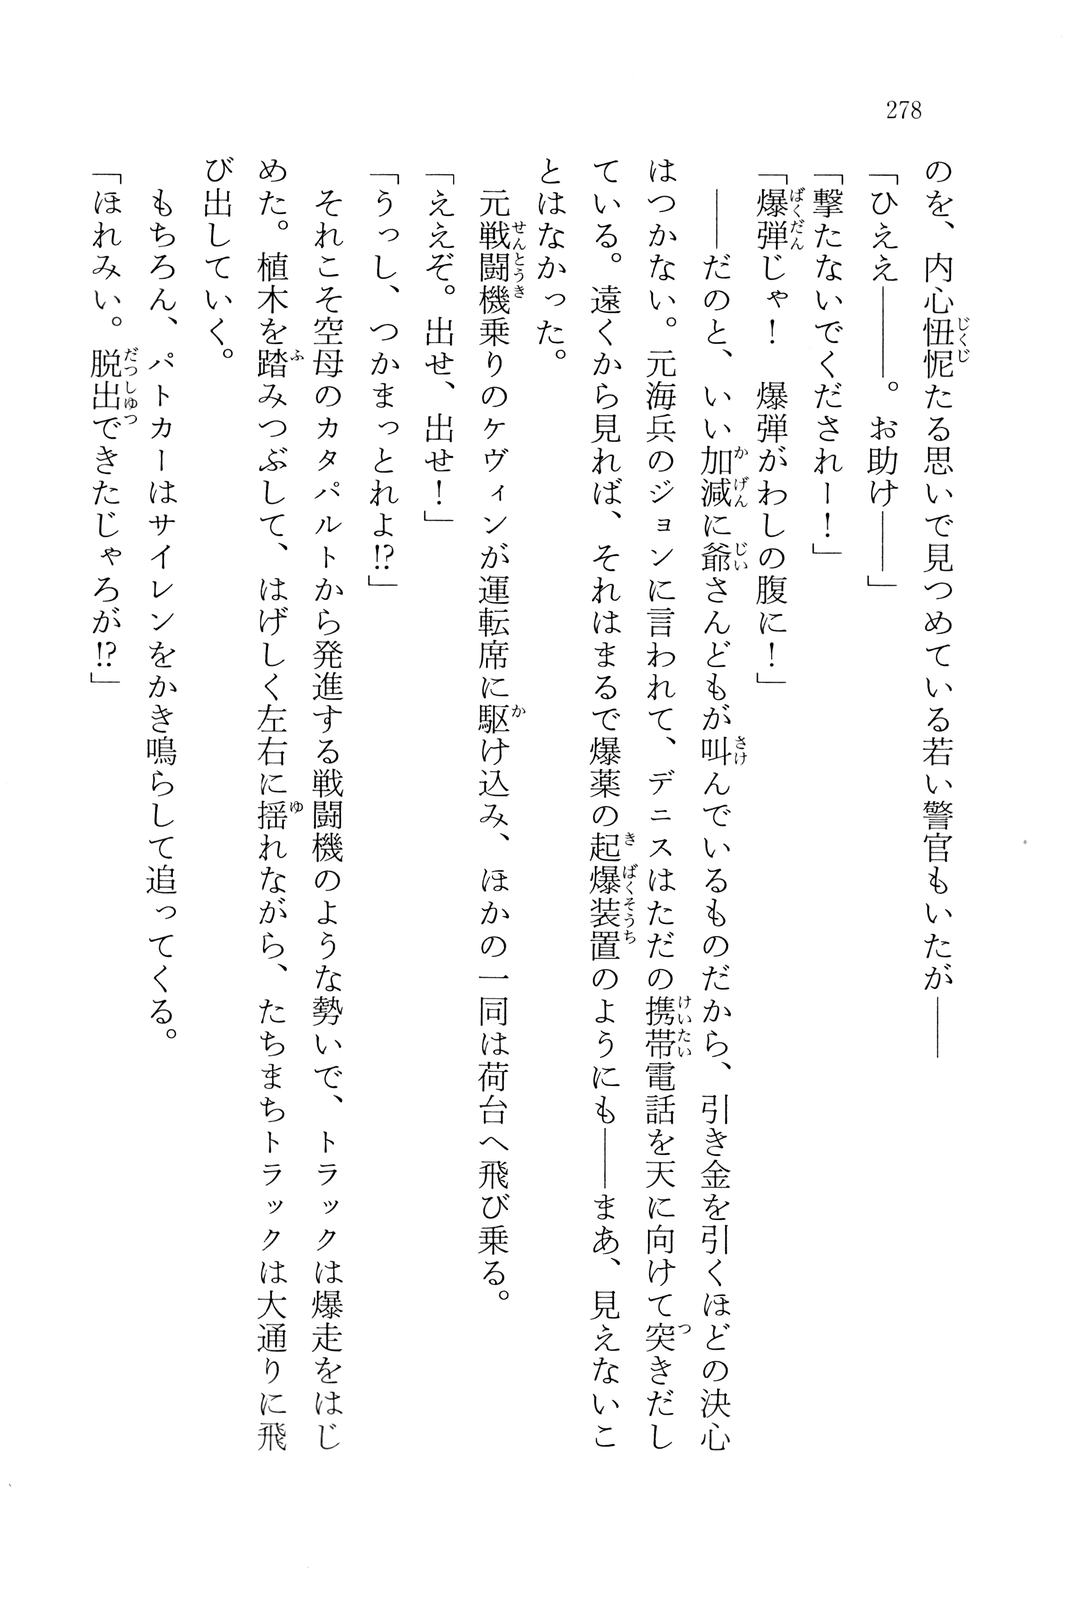 278
のを、内心忸怩たる思いで見つめている若い警官もいたが――
「ひええ――――。お助け――」
「撃たないでくだされー！」
「爆弾じゃ！　爆弾がわしの腹に！」
――だのと、いい加減に爺さんどもが叫んでいるものだから、引き金を引くほどの決心
はつかない。元海兵のジョンに言われて、デニスはただの携帯電話を天に向けて突きだし
ている。遠くから見れば、それはまるで爆薬の起爆装置のようにも――まあ、見えないこ
とはなかった。
元戦闘機乗りのケヴィンが運転席に駆け込み、ほかの一同は荷台へ飛び乗る。
「ええぞ。出せ、出せ！」
「うっし、つかまっとれよ!?」
それこそ空母のカタパルトから発進する戦闘機のような勢いで、トラックは爆走をはじ
めた。植木を踏みつぶして、はげしく左右に揺れながら、たちまちトラックは大通りに飛
び出していく。
もちろん、パトカーはサイレンをかき鳴らして追ってくる。
「ほれみい。脱出できたじゃろが!?」